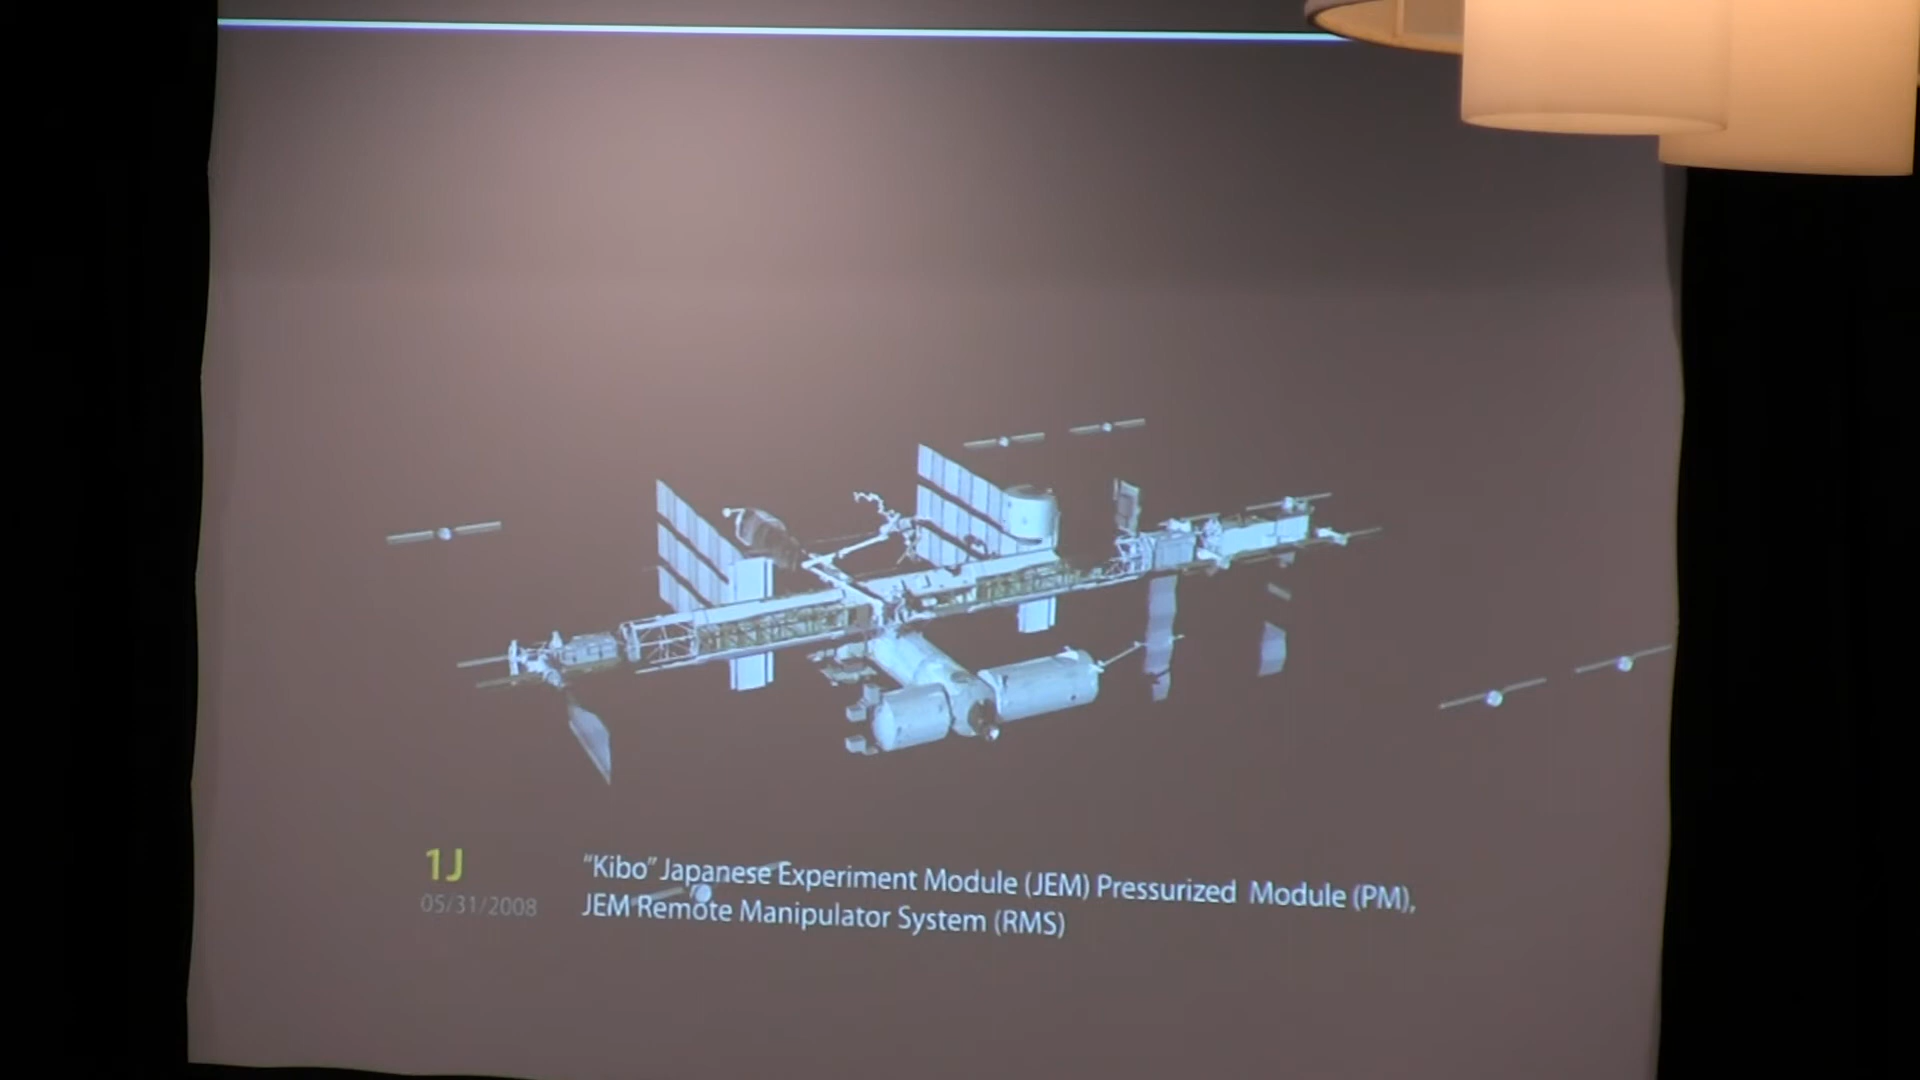 1J
05/31/2008
"Kibo" Japanese Experiment Module (JEM) Pressurized Module (PM),
JEM Remote Manipulator System (RMS)